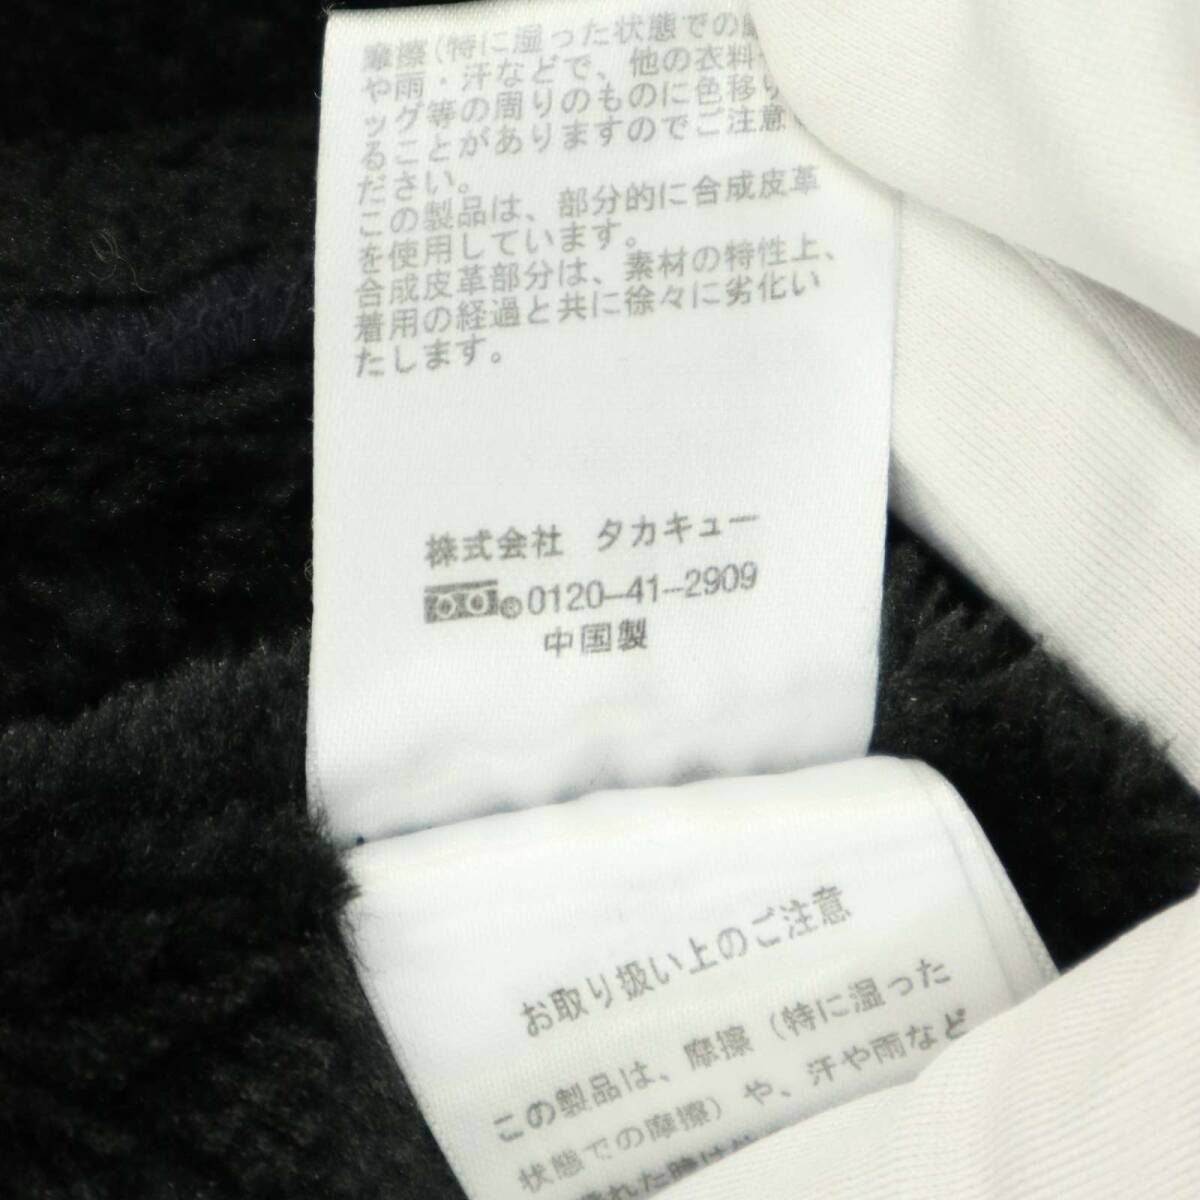 摩擦(特に湿った状態での
や雨・汗などで、他の衣料
ッグ等の周りのものに色移り
ることがありますのでご注意
ださい。
この製品は、部分的に合成皮革
を使用しています。
合成皮革部分は、素材の特性上、
着用の経過と共に徐々に劣化い
たします。
株式会社 タカキュー
®0120-41-2909
中国製
お取り扱い上のご注意
この製品は、摩擦(特に湿った
状態での摩擦)や、汗や雨など
れた時は